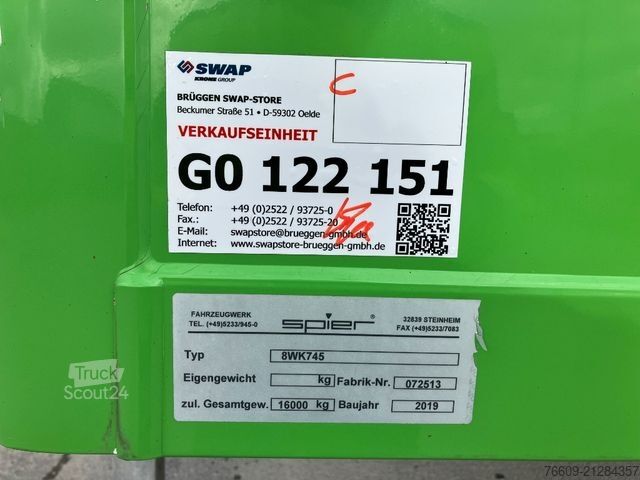 SWAP
KRONE GROUP
C
BRÜGGEN SWAP-STORE
Beckumer Straße 51 • D-59302 Oelde
VERKAUFSEINHEIT
G0 122 151
Telefon: +49 (0)2522 / 93725-0
Fax.: +49 (0)2522 / 93725-20
E-Mail: swapstore@brueggen-gmbh.de
Internet: www.swapstore-brueggen-gmbh.de
FAHRZEUGWERK spier 32839 STEINHEIM
TEL. (++49)5233/945-0 FAX (++49)5233/7083
Typ 8WK745
Eigengewicht kg Fabrik-Nr. 072513
zul. Gesamtgew. 16000 kg Baujahr 2019
Truck
Scout24
76609-21284357